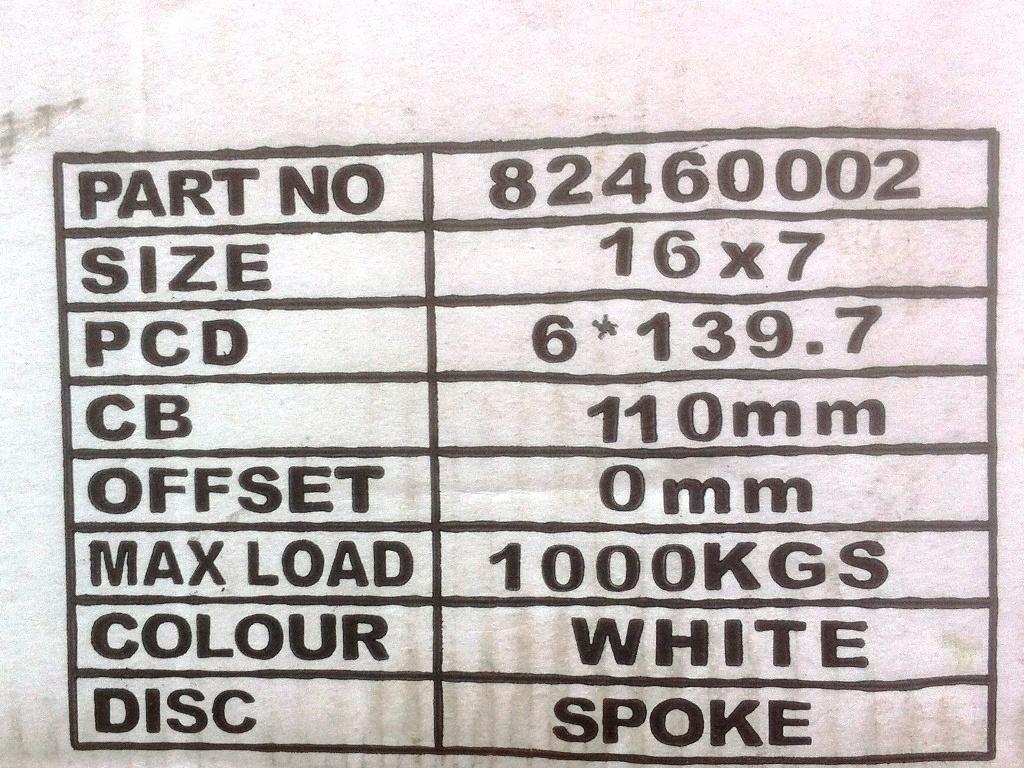 PART NO 82460002
SIZE 16x7
PCD 6*139.7
CB 110mm
OFFSET 0mm
MAX LOAD 1000KGS
COLOUR WHITE
DISC SPOKE